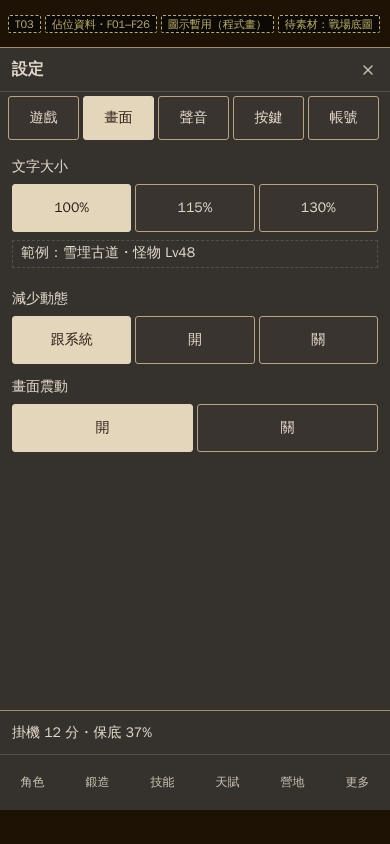 T03 佔位資料・F01–F26 圖示暫用（程式畫） 待素材：戰場底圖
設定 ×
遊戲 畫面 聲音 按鍵 帳號
文字大小
100% 115% 130%
範例：雪埋古道・怪物 Lv48
減少動態
跟系統 開 關
畫面震動
開 關
掛機 12 分・保底 37%
角色 鍛造 技能 天賦 營地 更多